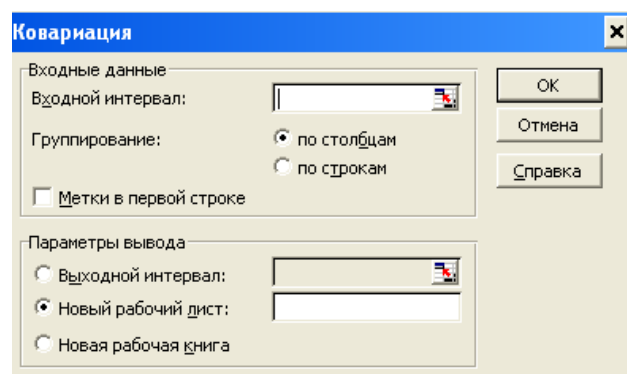 Ковариация
Входные данные
Входной интервал:
Группирование:
по столбцам
по строкам
Метки в первой строке
Параметры вывода
Выходной интервал:
Новый рабочий лист:
Новая рабочая книга
ОК
Отмена
Справка